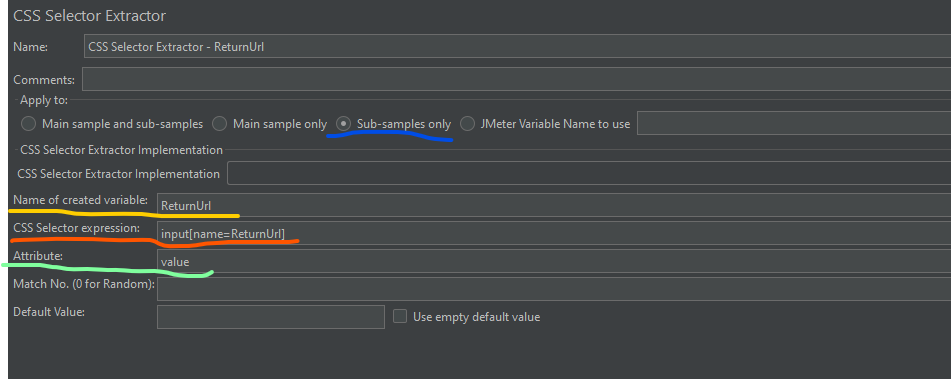 CSS Selector Extractor
Name: CSS Selector Extractor - ReturnUrl
Comments:
Apply to:
Main sample and sub-samples Main sample only Sub-samples only JMeter Variable Name to use
CSS Selector Extractor Implementation
CSS Selector Extractor Implementation
Name of created variable: ReturnUrl
CSS Selector expression: input[name=ReturnUrl]
Attribute: value
Match No. (0 for Random):
Default Value: Use empty default value